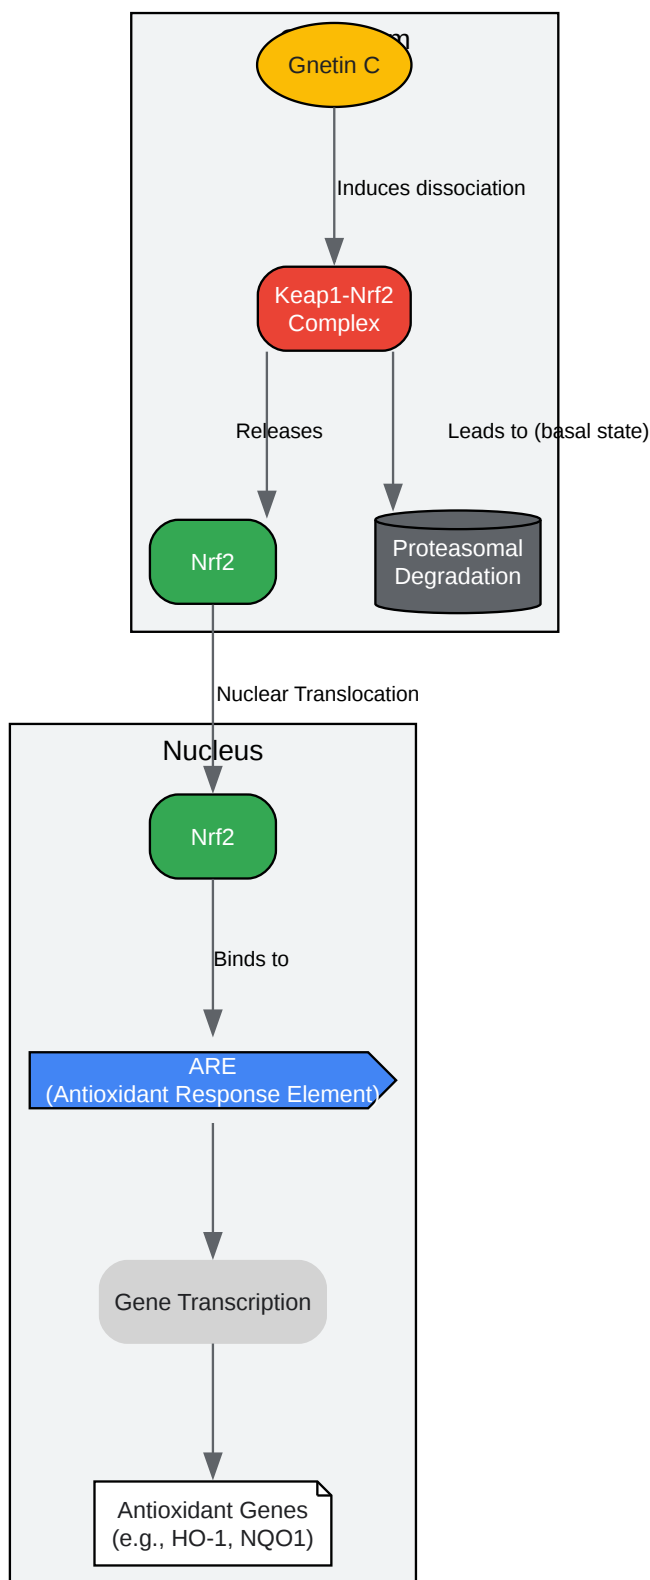 Gnetin C
Induces dissociation
Keap1-Nrf2
Complex
Releases
Leads to (basal state)
Nrf2
Proteasomal
Degradation
Nuclear Translocation
Nucleus
Nrf2
Binds to
ARE
(Antioxidant Response Element)
Gene Transcription
Antioxidant Genes
(e.g., HO-1, NQO1)